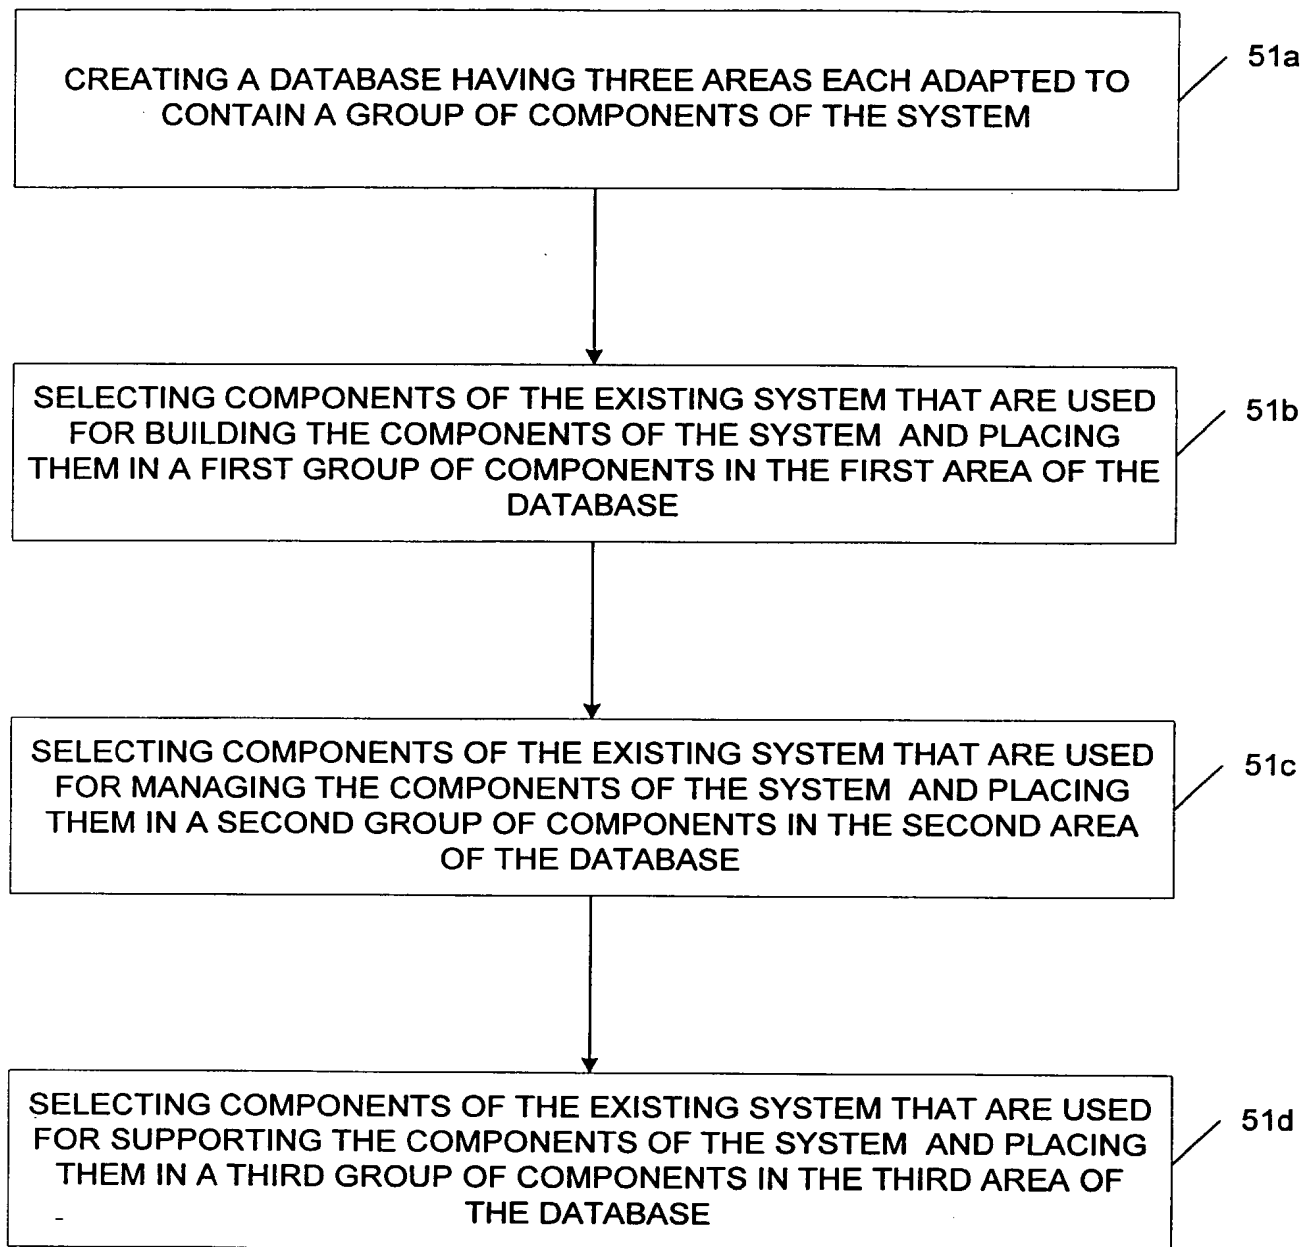 CREATING A DATABASE HAVING THREE AREAS EACH ADAPTED TO
CONTAIN A GROUP OF COMPONENTS OF THE SYSTEM
51a
SELECTING COMPONENTS OF THE EXISTING SYSTEM THAT ARE USED
FOR BUILDING THE COMPONENTS OF THE SYSTEM AND PLACING
THEM IN A FIRST GROUP OF COMPONENTS IN THE FIRST AREA OF THE
DATABASE
51b
SELECTING COMPONENTS OF THE EXISTING SYSTEM THAT ARE USED
FOR MANAGING THE COMPONENTS OF THE SYSTEM AND PLACING
THEM IN A SECOND GROUP OF COMPONENTS IN THE SECOND AREA
OF THE DATABASE
51c
SELECTING COMPONENTS OF THE EXISTING SYSTEM THAT ARE USED
FOR SUPPORTING THE COMPONENTS OF THE SYSTEM AND PLACING
THEM IN A THIRD GROUP OF COMPONENTS IN THE THIRD AREA OF
THE DATABASE
51d